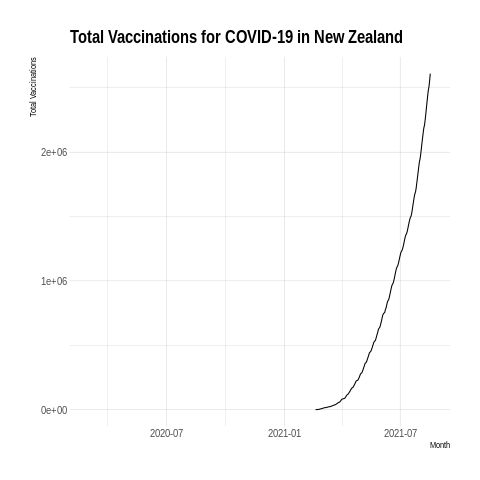 Total Vaccinations for COVID-19 in New Zealand
Total Vaccinations
2e+06
1e+06
0e+00
2020-07
2021-01
2021-07
Month